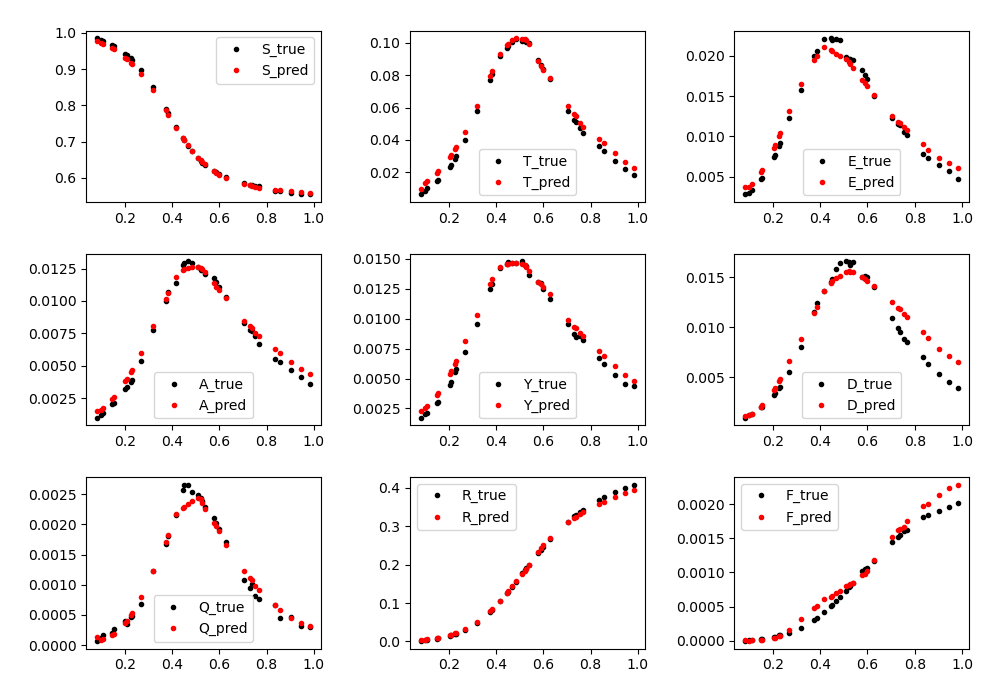 1.0
0.9
0.8
0.7
0.6
S_true
S_pred
0.2 0.4 0.6 0.8 1.0
0.10
0.08
0.06
0.04
0.02
T_true
T_pred
0.2 0.4 0.6 0.8 1.0
0.020
0.015
0.010
0.005
E_true
E_pred
0.2 0.4 0.6 0.8 1.0
0.0125
0.0100
0.0075
0.0050
0.0025
A_true
A_pred
0.2 0.4 0.6 0.8 1.0
0.0150
0.0125
0.0100
0.0075
0.0050
0.0025
Y_true
Y_pred
0.2 0.4 0.6 0.8 1.0
0.015
0.010
0.005
D_true
D_pred
0.2 0.4 0.6 0.8 1.0
0.0025
0.0020
0.0015
0.0010
0.0005
0.0000
Q_true
Q_pred
0.2 0.4 0.6 0.8 1.0
0.4
0.3
0.2
0.1
0.0
R_true
R_pred
0.2 0.4 0.6 0.8 1.0
0.0020
0.0015
0.0010
0.0005
0.0000
F_true
F_pred
0.2 0.4 0.6 0.8 1.0